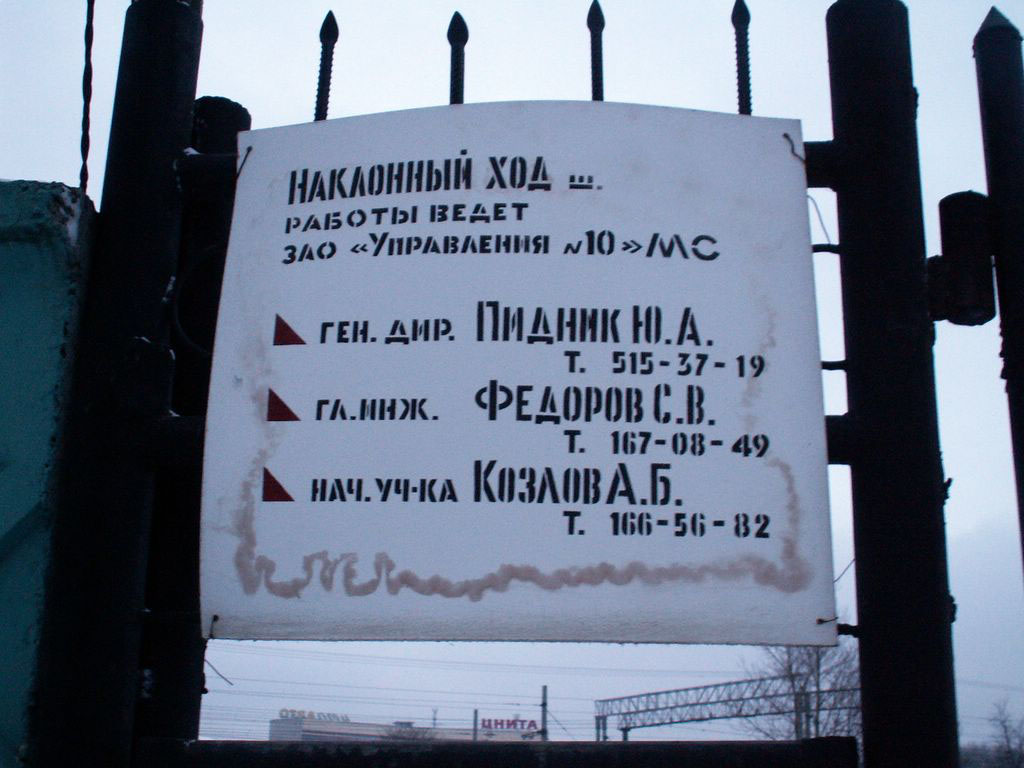 НАКЛОННЫЙ ХОД Ш.
РАБОТЫ ВЕДЕТ
ЗАО «УПРАВЛЕНИЯ №10» МС
ГЕН. ДИР. ПИДНИК Ю.А.
Т. 515-37-19
ГЛ.ИНЖ. ФЕДОРОВ С.В.
Т. 167-08-49
НАЧ.УЧ-КА КОЗЛОВ А.Б.
Т. 166-56-82
ЦНИТА